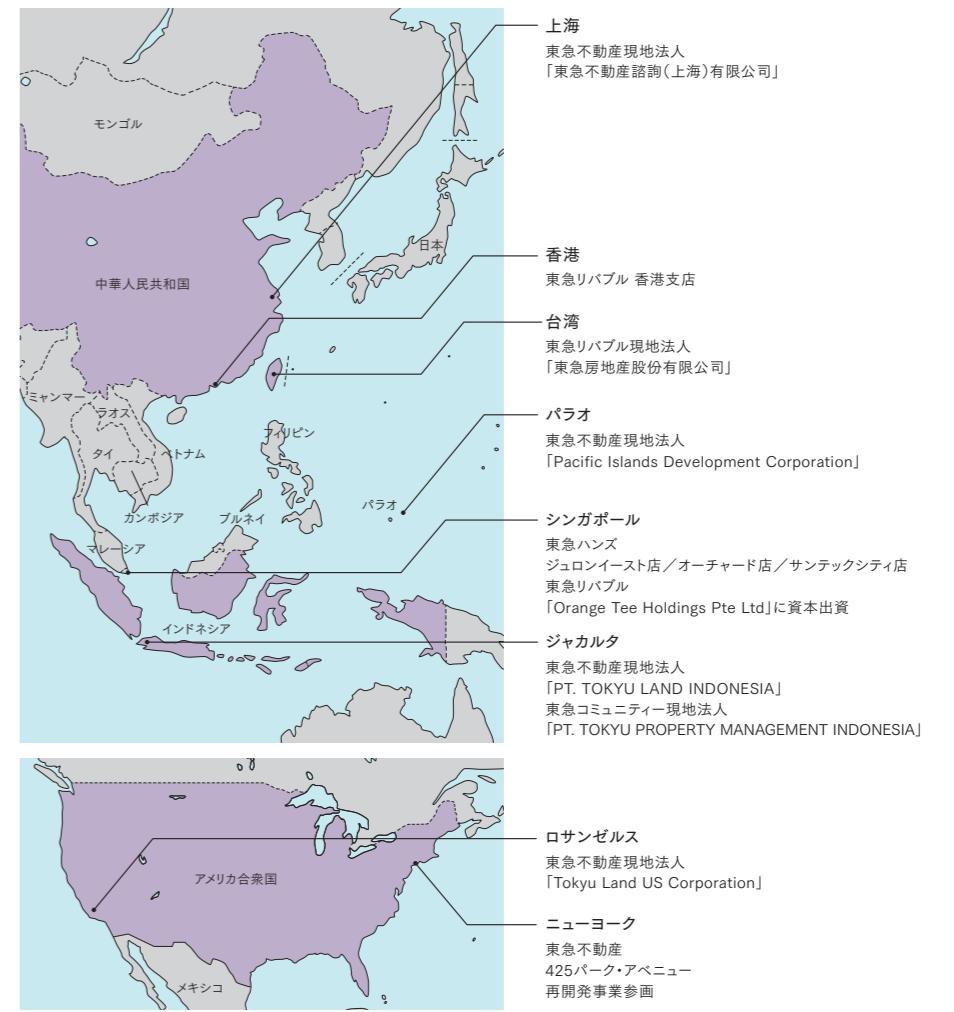 上海
東急不動産現地法人
「東急不動産諮詢(上海)有限公司」
モンゴル
日本
中華人民共和国
香港
東急リバブル 香港支店
台湾
東急リバブル現地法人
「東急房地産股份有限公司」
ミャンマー
ラオス
タイ
ベトナム
フィリピン
カンボジア
ブルネイ
パラオ
マレーシア
インドネシア
パラオ
東急不動産現地法人
「Pacific Islands Development Corporation」
シンガポール
東急ハンズ
ジュロンイースト店／オーチャード店／サンテックシティ店
東急リバブル
「Orange Tee Holdings Pte Ltd」に資本出資
ジャカルタ
東急不動産現地法人
「PT. TOKYU LAND INDONESIA」
東急コミュニティー現地法人
「PT. TOKYU PROPERTY MANAGEMENT INDONESIA」
アメリカ合衆国
メキシコ
ロサンゼルス
東急不動産現地法人
「Tokyu Land US Corporation」
ニューヨーク
東急不動産
425パーク・アベニュー
再開発事業参画